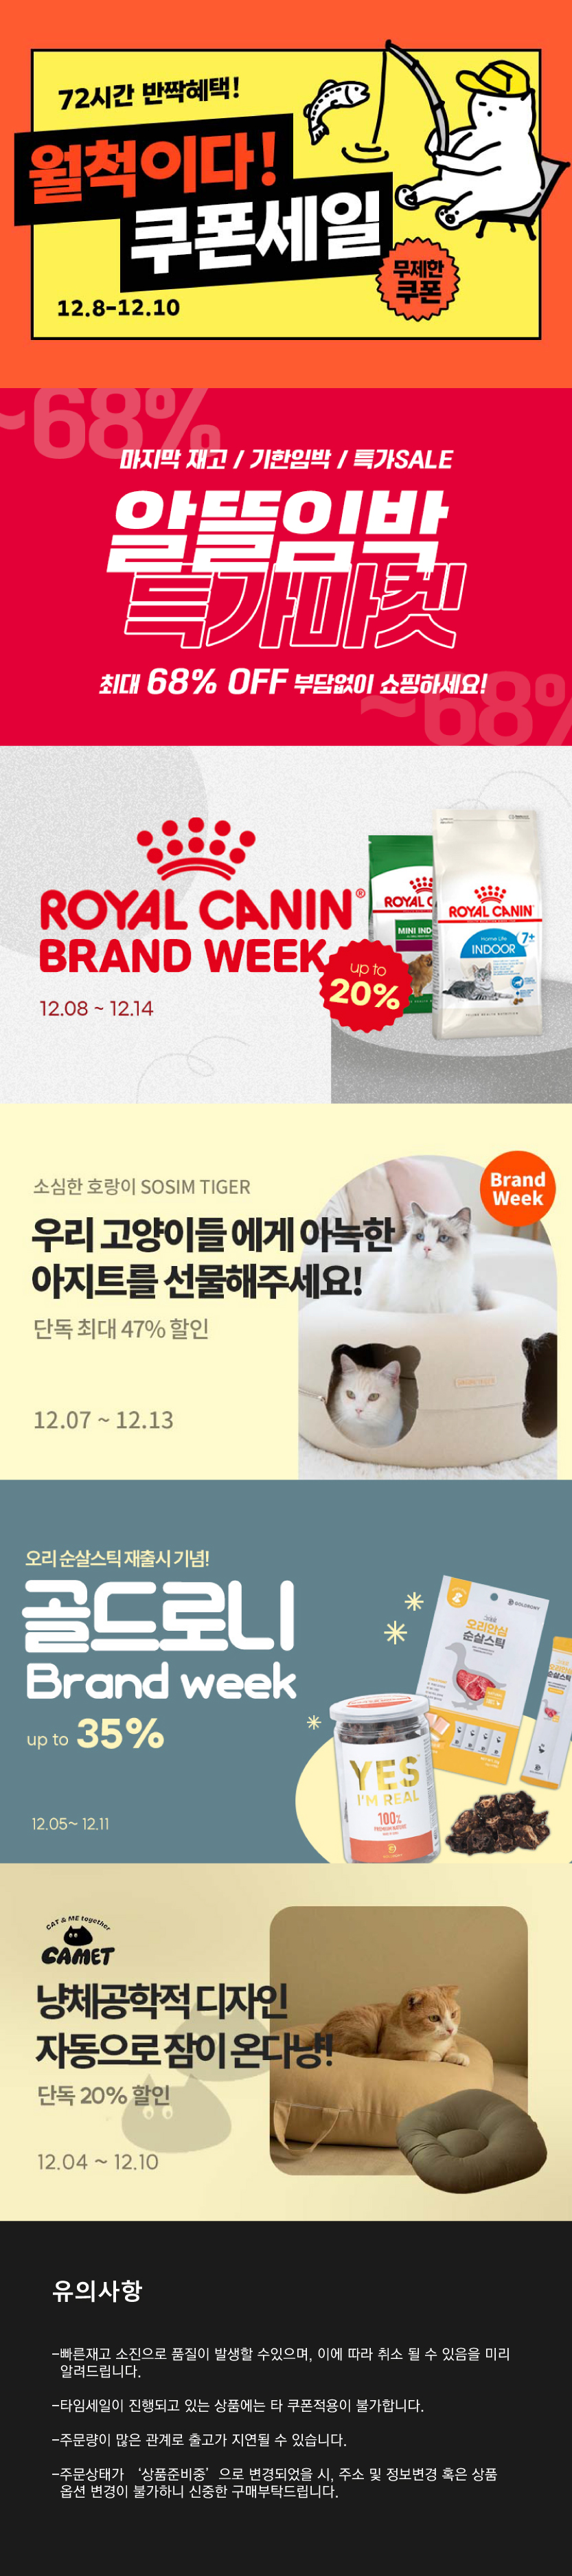 72시간 반짝혜택!
월척이다!
쿠폰세일
무제한
쿠폰
12.8-12.10
~68%
마지막 재고 / 기한임박 / 특가SALE
알뜰임박
특가마켓
최대 68% OFF 부담없이 쇼핑하세요!
~68%
ROYAL CANIN®
BRAND WEEK
12.08 ~ 12.14
up to
20%
ROYAL C
MINI IND
ROYAL CANIN
Home Life
INDOOR
7+
소심한 호랑이 SOSIM TIGER
Brand
Week
우리 고양이들에게 아늑한
아지트를 선물해주세요!
단독 최대 47% 할인
12.07 ~ 12.13
오리 순살스틱 재출시 기념!
골드로니
Brand week
up to 35%
12.05~ 12.11
오리안심
순살스틱
YES
I'M REAL
100%
CAT & ME together
CAMET
냥체공학적 디자인
자동으로 잠이 온다냥!
단독 20% 할인
12.04 ~ 12.10
유의사항
-빠른재고 소진으로 품질이 발생할 수있으며, 이에 따라 취소 될 수 있음을 미리
알려드립니다.
-타임세일이 진행되고 있는 상품에는 타 쿠폰적용이 불가합니다.
-주문량이 많은 관계로 출고가 지연될 수 있습니다.
-주문상태가 ‘상품준비중’ 으로 변경되었을 시, 주소 및 정보변경 혹은 상품
옵션 변경이 불가하니 신중한 구매부탁드립니다.